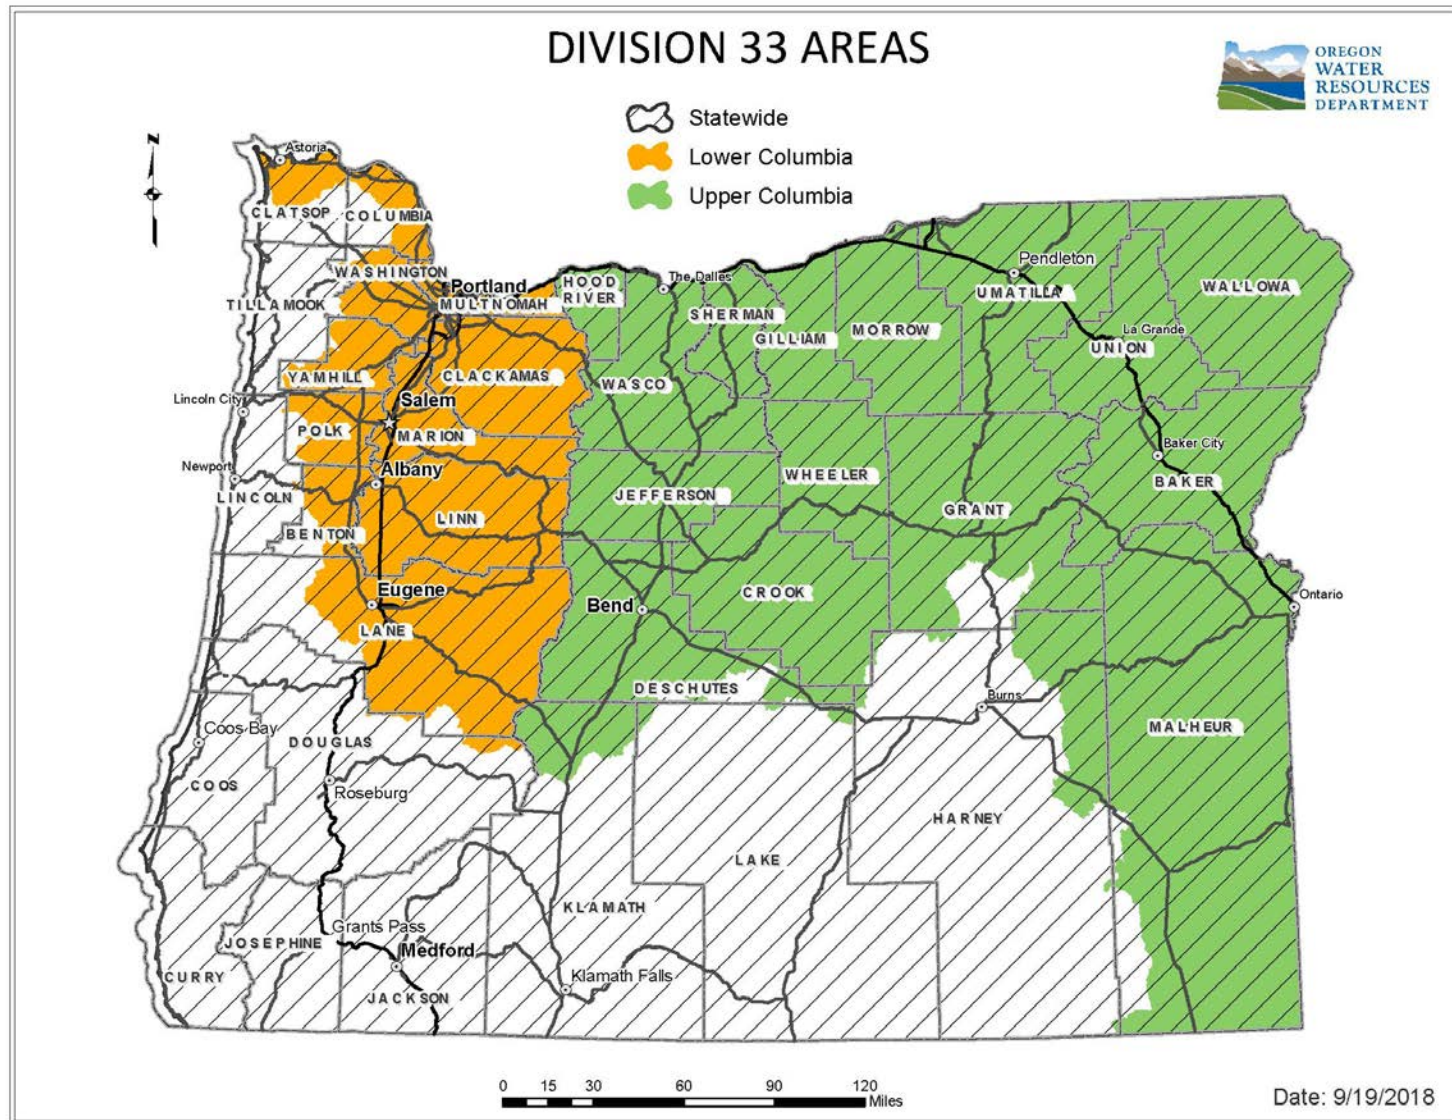 DIVISION 33 AREAS
OREGON
WATER
RESOURCES
DEPARTMENT
Statewide
Lower Columbia
Upper Columbia
N
Astoria
CLATSOP
COLUMBIA
WASHINGTON
Portland
MULTNOMAH
HOOD
RIVER
The Dalles
Pendleton
UMATILLA
WALLOWA
TILLAMOOK
SHERMAN
GILLIAM
MORROW
La Grande
UNION
YAMHILL
CLACKAMAS
WASCO
Lincoln City
Salem
POLK
MARION
Baker City
Newport
Albany
WHEELER
BAKER
LINCOLN
JEFFERSON
LINN
GRANT
BENTON
Eugene
Bend
CROOK
Ontario
LANE
DESCHUTES
Burns
Coos Bay
DOUGLAS
MALHEUR
COOS
Roseburg
HARNEY
LAKE
KLAMATH
Grants Pass
JOSEPHINE
Medford
CURRY
Klamath Falls
JACKSON
0 15 30 60 90 120
Miles
Date: 9/19/2018